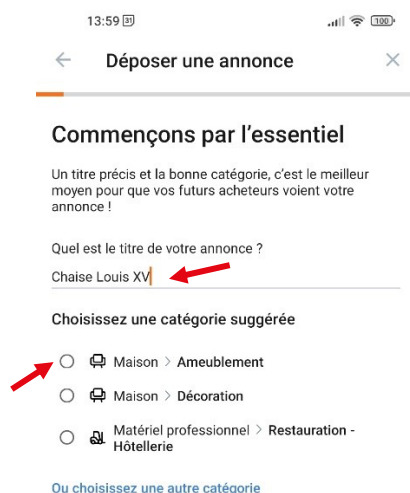 13:59 31 100
Déposer une annonce
Commençons par l'essentiel
Un titre précis et la bonne catégorie, c'est le meilleur
moyen pour que vos futurs acheteurs voient votre
annonce !
Quel est le titre de votre annonce ?
Chaise Louis XV
Choisissez une catégorie suggérée
Maison > Ameublement
Maison > Décoration
Matériel professionnel > Restauration -
Hôtellerie
Ou choisissez une autre catégorie